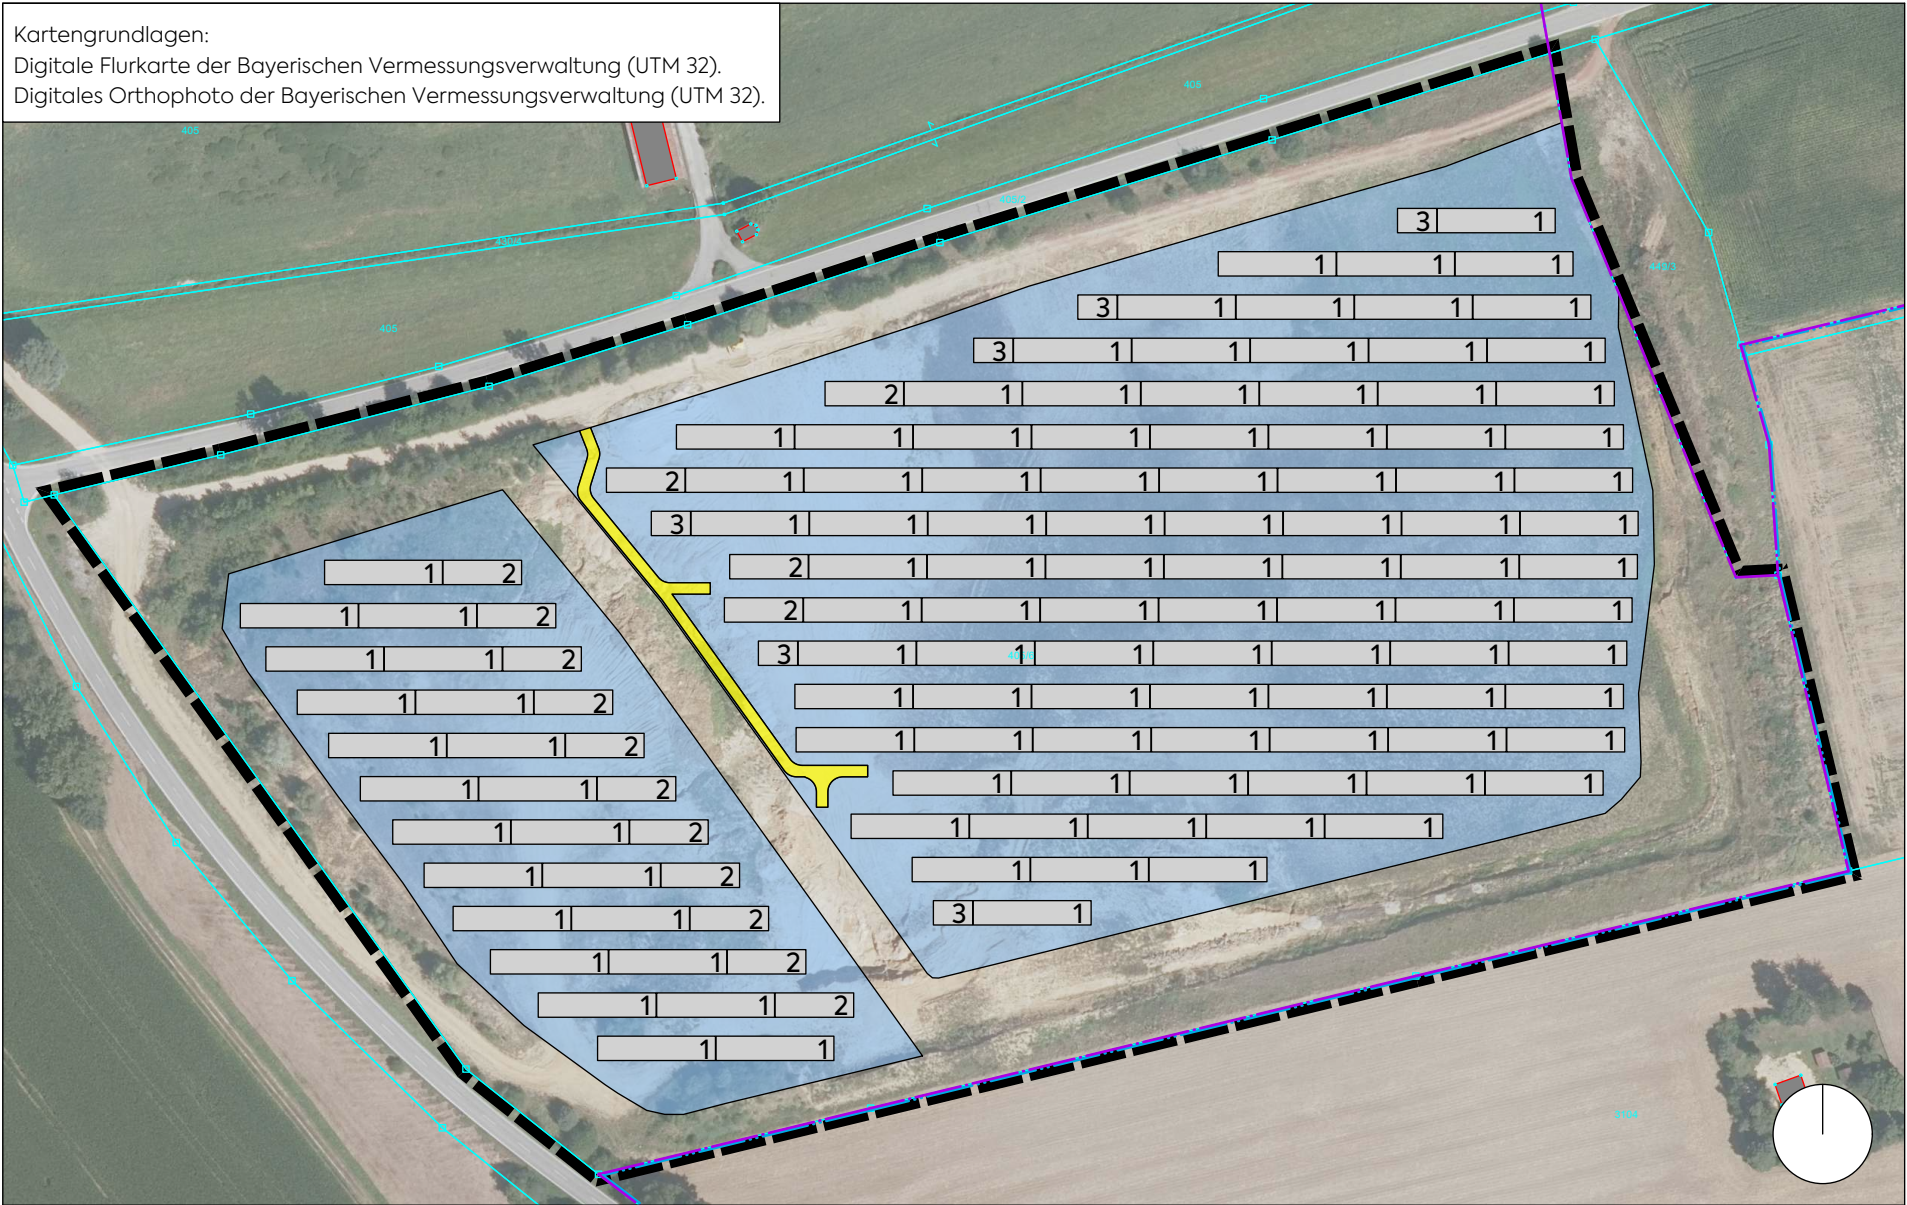 Kartengrundlagen:
Digitale Flurkarte der Bayerischen Vermessungsverwaltung (UTM 32).
Digitales Orthophoto der Bayerischen Vermessungsverwaltung (UTM 32).
406
405
405
3 1
1 1 1
3 1 1 1 1
3 1 1 1 1 1
2 1 1 1 1 1 1
1 1 1 1 1 1 1 1
2 1 1 1 1 1 1 1 1
3 1 1 1 1 1 1 1 1
2 1 1 1 1 1 1 1
2 1 1 1 1 1 1 1
3 1 1 1 1 1 1 1
1 1 1 1 1 1 1
1 1 1 1 1 1 1
1 1 1 1 1 1
1 1 1 1 1
1 1 1
3 1
1 2
1 1 2
1 1 2
1 1 2
1 1 2
1 1 2
1 1 2
1 1 2
1 1 2
1 1 2
1 1 2
1 1